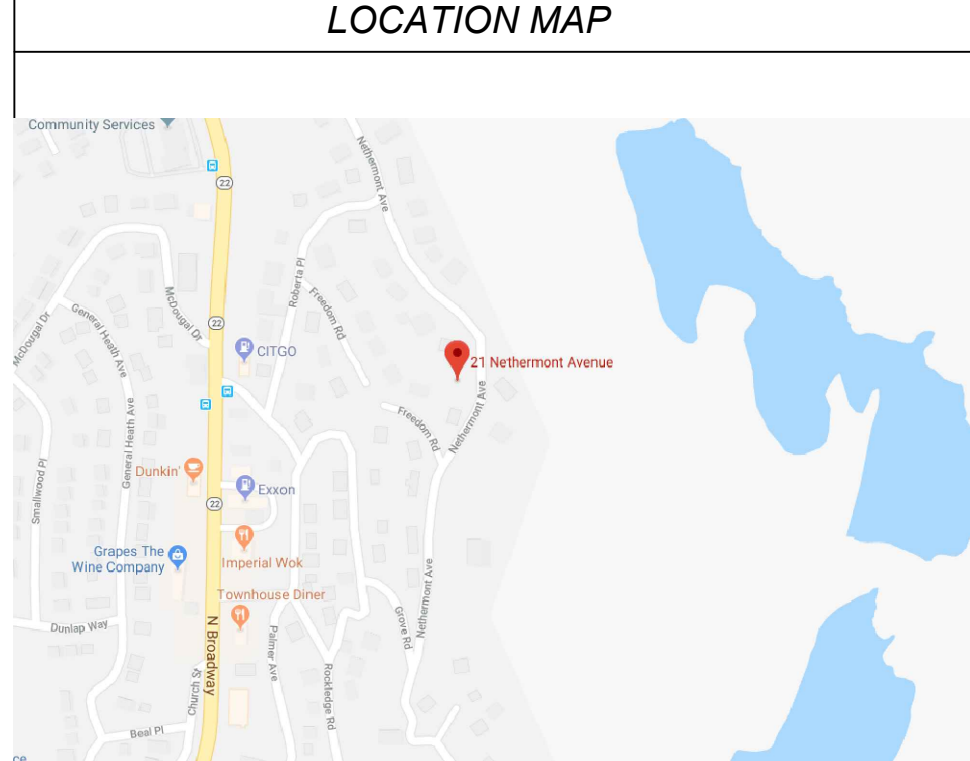 LOCATION MAP
Community Services
22
Nethermont Ave
Roberta Pl
Freedom Rd
McDougal Dr
McDougal Dr
General Heath Ave
22
CITGO
21 Nethermont Avenue
General Heath Ave
Freedom Rd
Nethermont Ave
Smallwood Pl
Dunkin'
Exxon
22
Grapes The
Wine Company
Imperial Wok
Townhouse Diner
Nethermont Ave
Grove Rd
Dunlap Way
N Broadway
Palmer Ave
Rockledge Rd
Church St
Beal Pl
ce